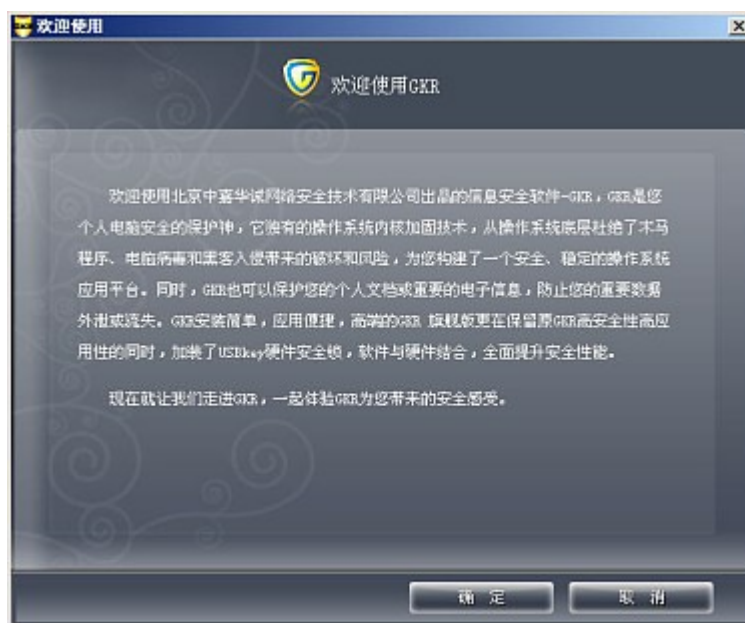 欢迎使用
欢迎使用GKR
欢迎使用北京中嘉华诚网络安全技术有限公司出品的信息安全软件-GKR，GKR是您
个人电脑安全的保护神，它独有的操作系统内核加固技术，从操作系统底层杜绝了木马
程序、电脑病毒和黑客入侵带来的破坏和风险，为您构建了一个安全、稳定的操作系统
应用平台。同时，GKR也可以保护您的个人文档或重要的电子信息，防止您的重要数据
外泄或流失。GKR安装简单，应用便捷，高端的GKR 旗舰版更在保留原GKR高安全性高应
用性的同时，加装了USBkey硬件安全锁，软件与硬件结合，全面提升安全性能。
现在就让我们走进GKR，一起体验GKR为您带来的安全感受。
确 定
取 消